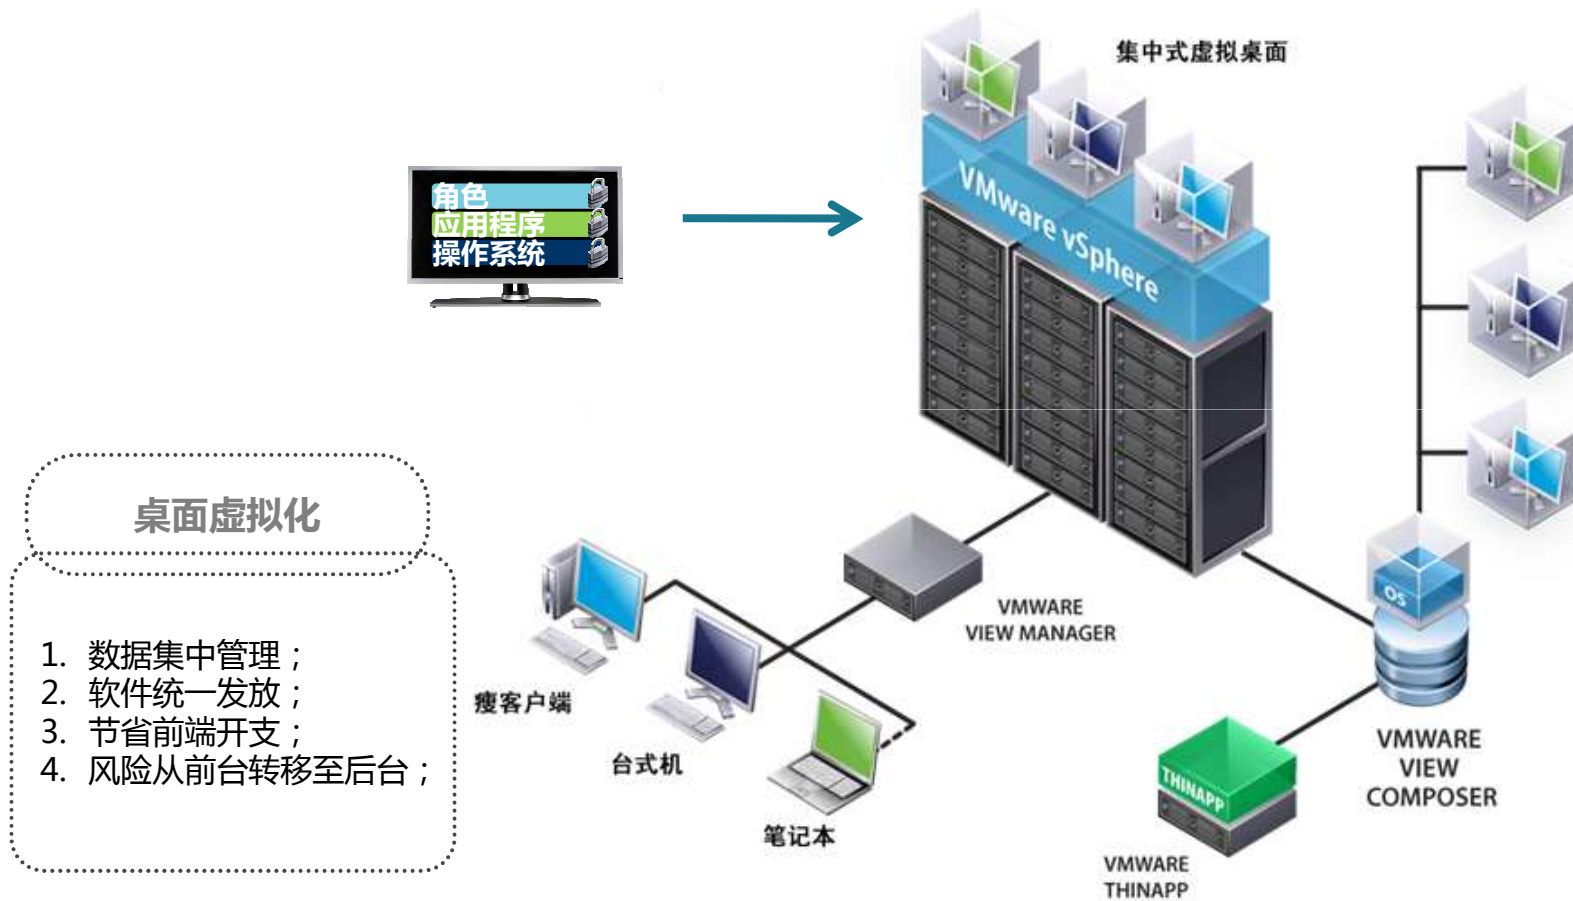 集中式虚拟桌面
角色
应用程序
操作系统
VMware vSphere
桌面虚拟化
1. 数据集中管理；
2. 软件统一发放；
3. 节省前端开支；
4. 风险从前台转移至后台；
瘦客户端
台式机
笔记本
VMWARE
VIEW MANAGER
OS
VMWARE
VIEW
COMPOSER
THINAPP
VMWARE
THINAPP